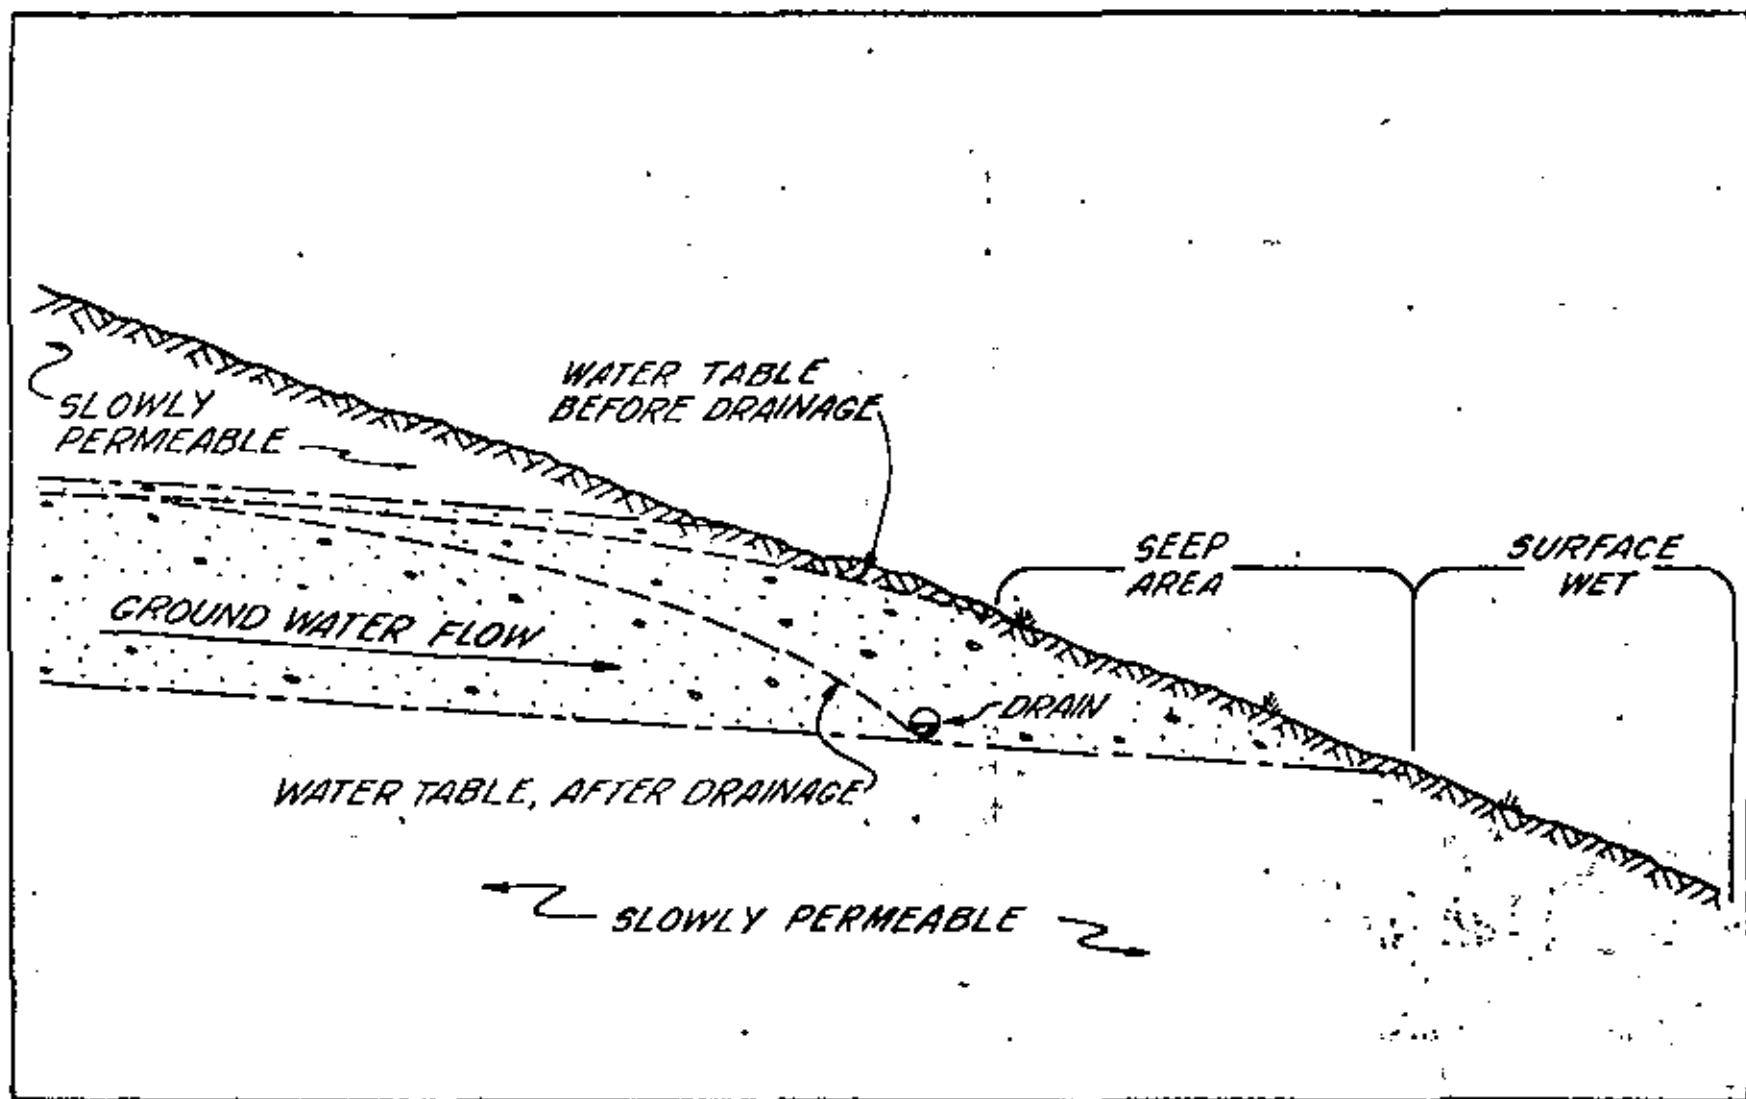 WATER TABLE
BEFORE DRAINAGE
SLOWLY
PERMEABLE
SEEP
AREA
SURFACE
WET
GROUND WATER FLOW
DRAIN
WATER TABLE, AFTER DRAINAGE
SLOWLY PERMEABLE